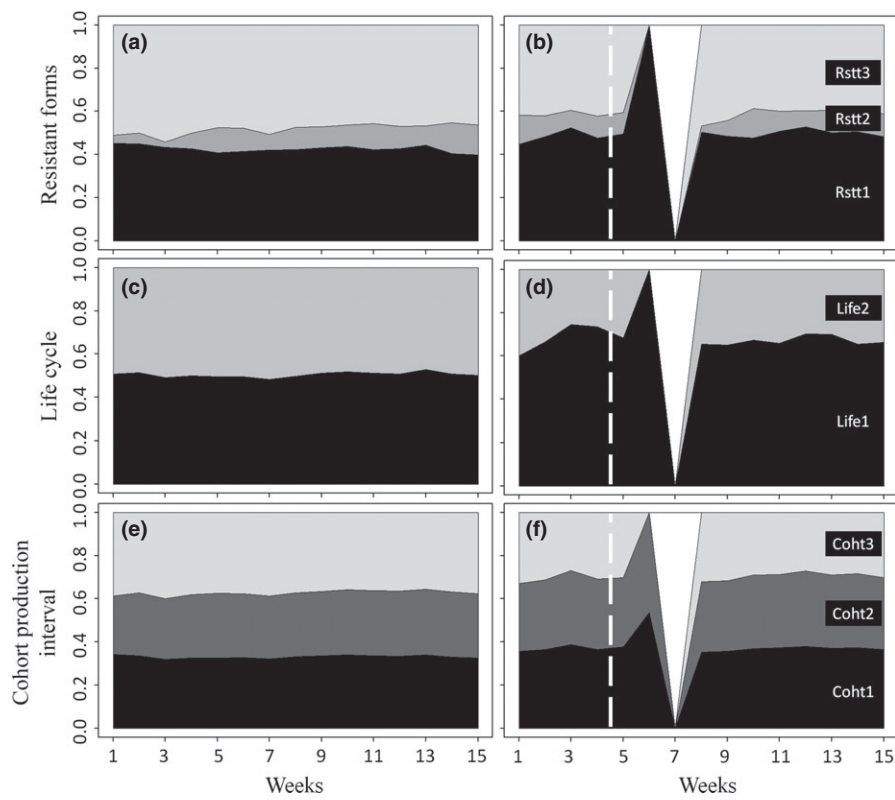 Resistant forms
0.0 0.2 0.4 0.6 0.8 1.0
(a)
(b)
Rstt3
Rstt2
Rstt1
Life cycle
0.0 0.2 0.4 0.6 0.8 1.0
(c)
(d)
Life2
Life1
Cohort production
interval
0.0 0.2 0.4 0.6 0.8 1.0
(e)
(f)
Coht3
Coht2
Coht1
1 3 5 7 9 11 13 15
1 3 5 7 9 11 13 15
Weeks
Weeks